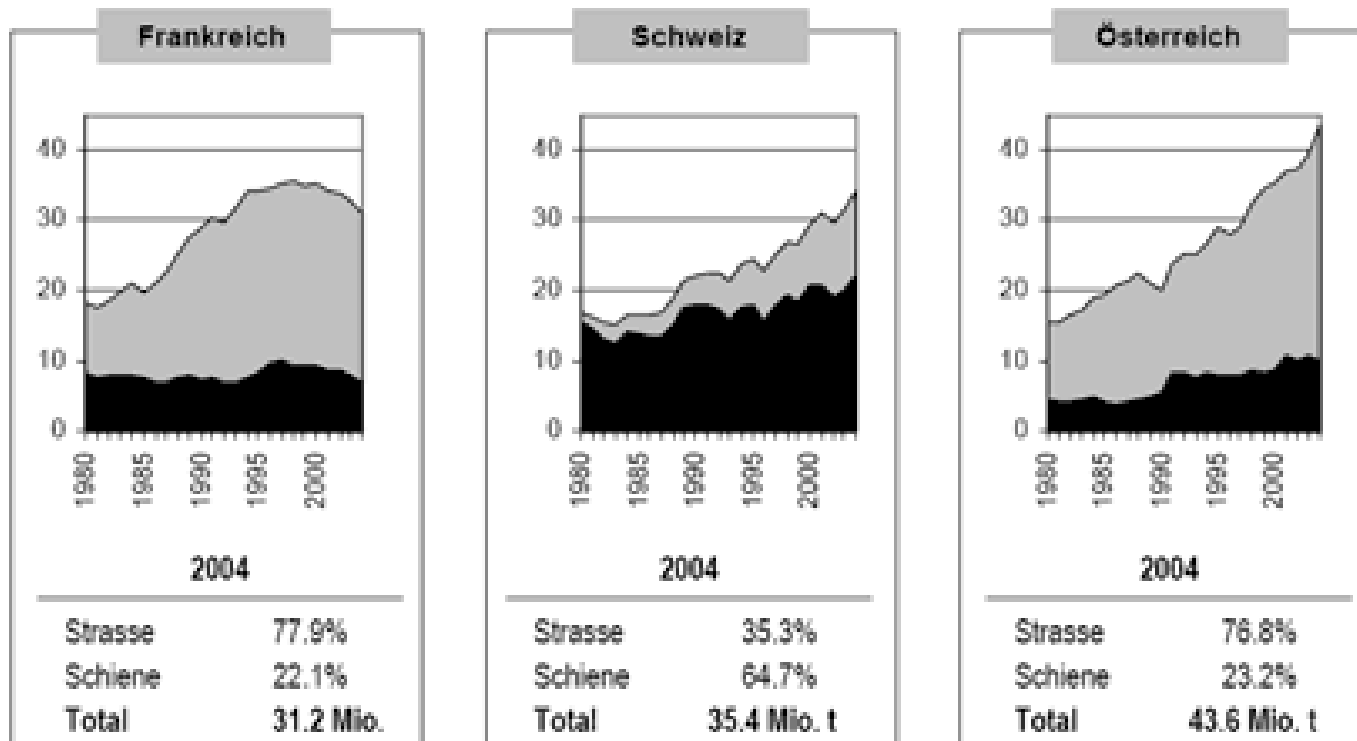 Frankreich
40
30
20
10
0
1980
1985
1990
1995
2000
2004
Strasse 77.9%
Schiene 22.1%
Total 31.2 Mio.
Schweiz
40
30
20
10
0
1980
1985
1990
1995
2000
2004
Strasse 35.3%
Schiene 64.7%
Total 35.4 Mio. t
Österreich
40
30
20
10
0
1980
1985
1990
1995
2000
2004
Strasse 76.8%
Schiene 23.2%
Total 43.6 Mio. t